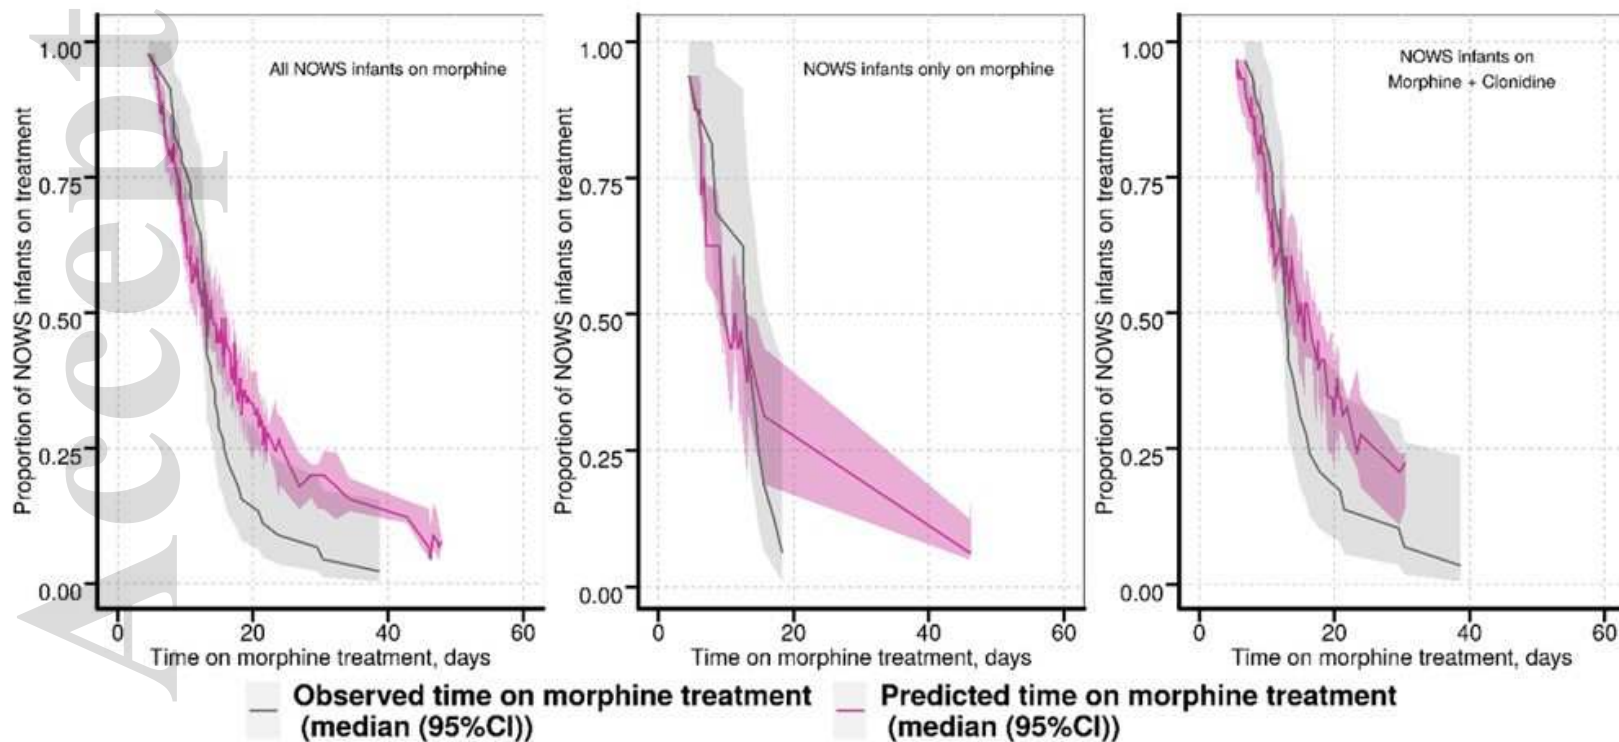 Accept
Proportion of NOWS infants on treatment
1.00
0.75
0.50
0.25
0.00
All NOWS infants on morphine
0 20 40 60
Time on morphine treatment, days
Proportion of NOWS infants on treatment
1.00
0.75
0.50
0.25
0.00
NOWS infants only on morphine
0 20 40 60
Time on morphine treatment, days
Proportion of NOWS infants on treatment
1.00
0.75
0.50
0.25
0.00
NOWS infants on
Morphine + Clonidine
0 20 40 60
Time on morphine treatment, days
Observed time on morphine treatment
(median (95%CI))
Predicted time on morphine treatment
(median (95%CI))